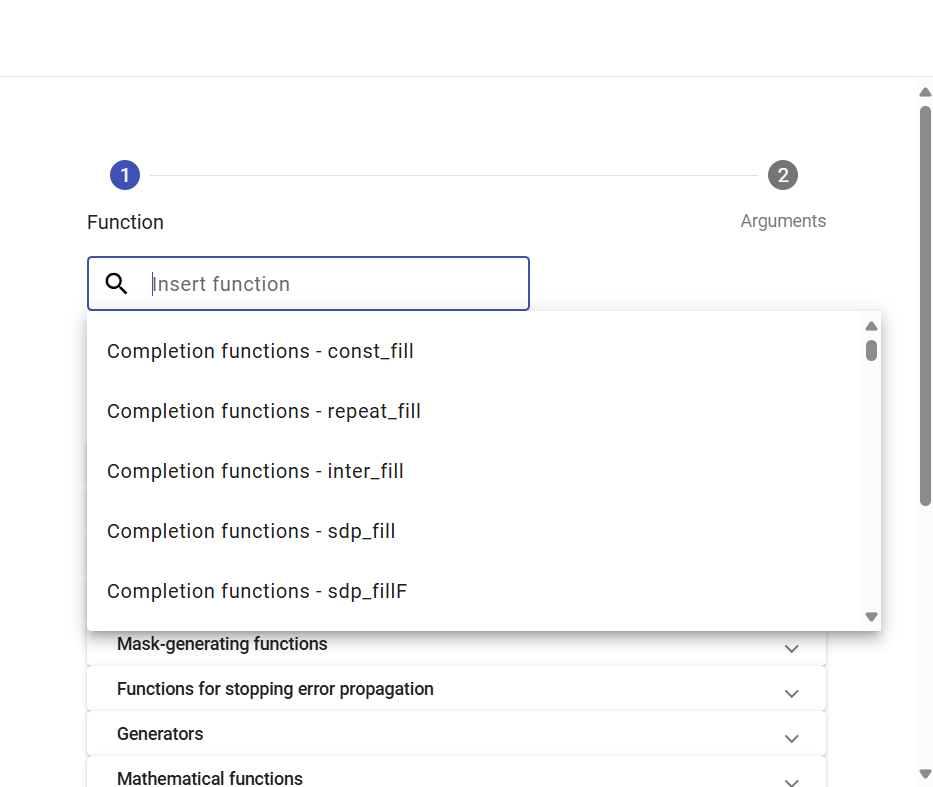 1
2
Function
Arguments
Insert function
Completion functions - const_fill
Completion functions - repeat_fill
Completion functions - inter_fill
Completion functions - sdp_fill
Completion functions - sdp_fillF
Mask-generating functions
Functions for stopping error propagation
Generators
Mathematical functions